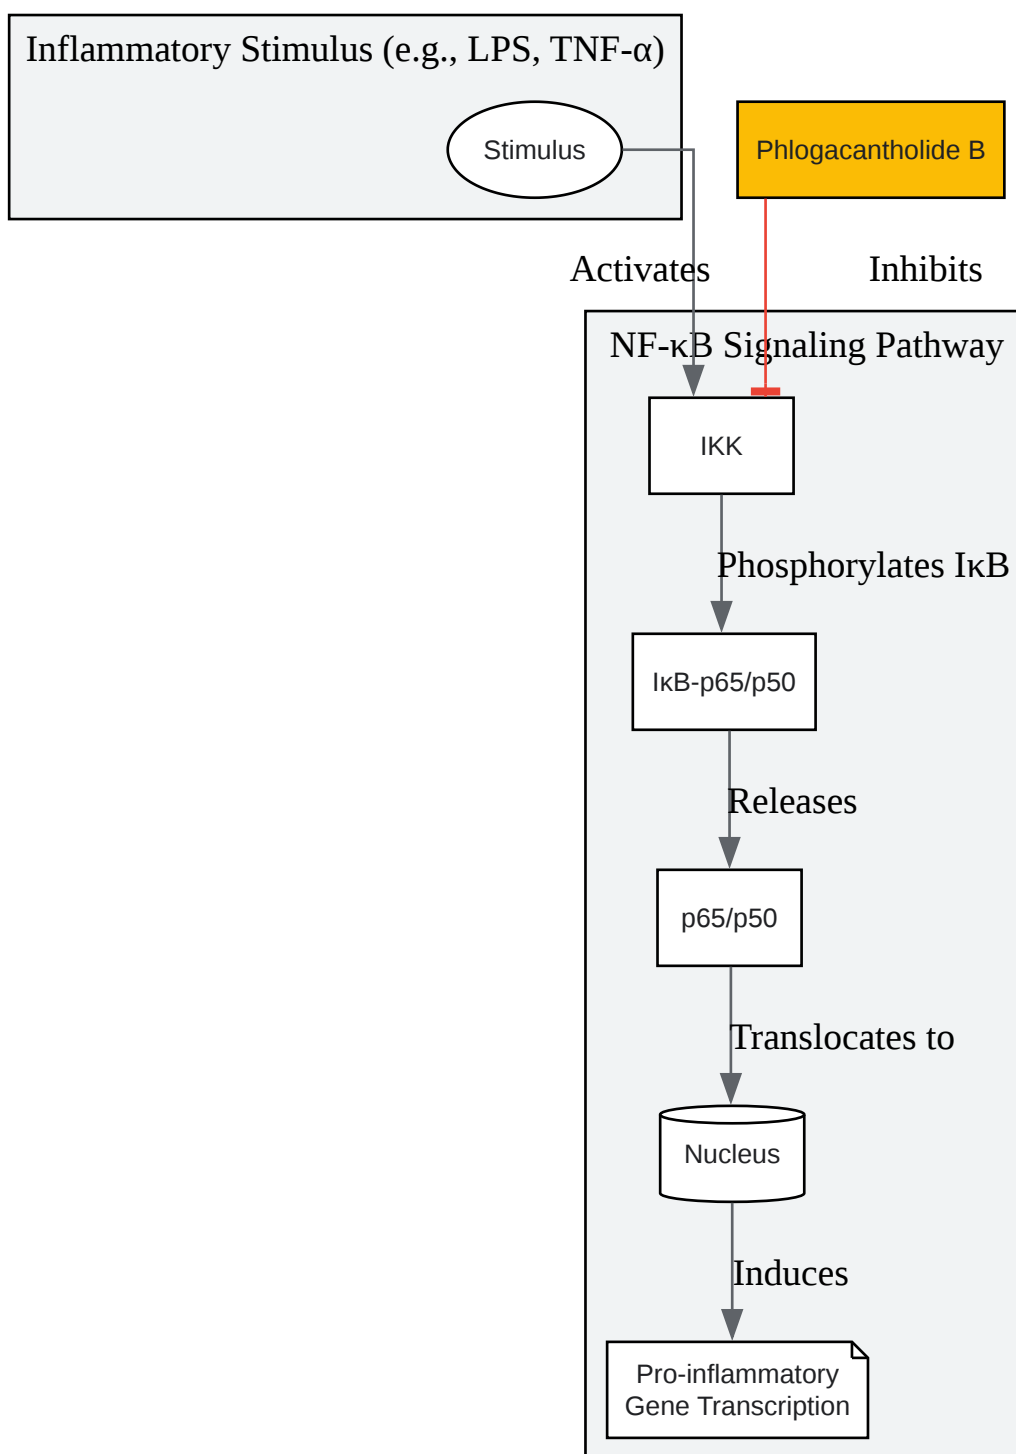 Inflammatory Stimulus (e.g., LPS, TNF-α)
Stimulus
Phlogacantholide B
Activates
Inhibits
NF-κB Signaling Pathway
IKK
Phosphorylates IκB
IκB-p65/p50
Releases
p65/p50
Translocates to
Nucleus
Induces
Pro-inflammatory
Gene Transcription